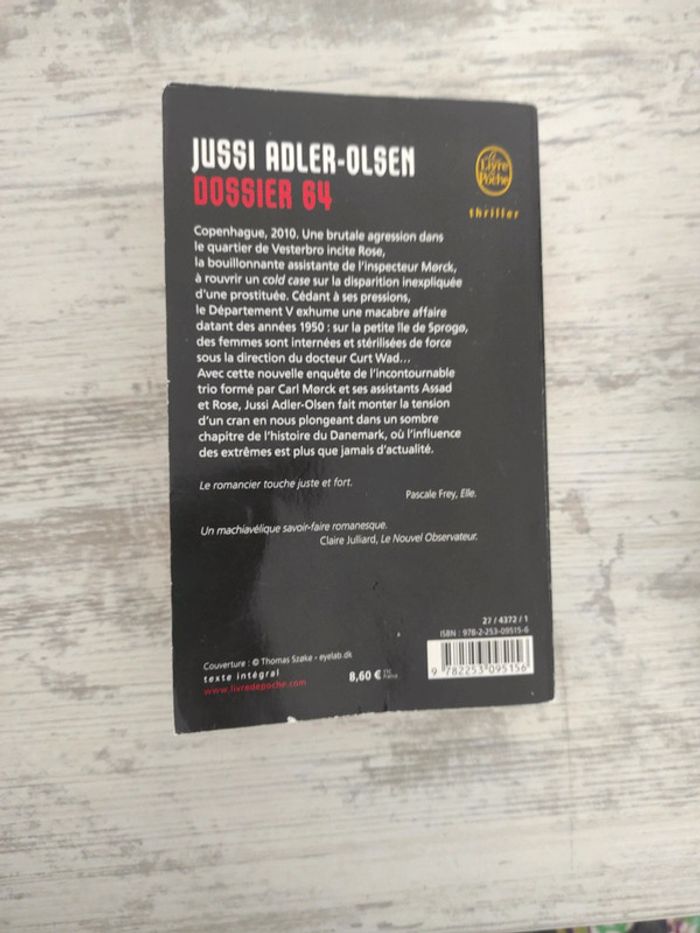 JUSSI ADLER-OLSEN
DOSSIER 64
Le
Livre
de
Poche
thriller
Copenhague, 2010. Une brutale agression dans
le quartier de Vesterbro incite Rose,
la bouillonnante assistante de l'inspecteur Mørck,
à rouvrir un cold case sur la disparition inexpliquée
d'une prostituée. Cédant à ses pressions,
le Département V exhume une macabre affaire
datant des années 1950 : sur la petite île de Sprogø,
des femmes sont internées et stérilisées de force
sous la direction du docteur Curt Wad...
Avec cette nouvelle enquête de l'incontournable
trio formé par Carl Mørck et ses assistants Assad
et Rose, Jussi Adler-Olsen fait monter la tension
d'un cran en nous plongeant dans un sombre
chapitre de l'histoire du Danemark, où l'influence
des extrêmes est plus que jamais d'actualité.
Le romancier touche juste et fort.
Pascale Frey, Elle.
Un machiavélique savoir-faire romanesque.
Claire Julliard, Le Nouvel Observateur.
Couverture : © Thomas Szøke - eyelab.dk
texte intégral
www.livredepoche.com
8,60 € TTC
France
27 / 4372 / 1
ISBN : 978-2-253-09515-6
9 782253 095156